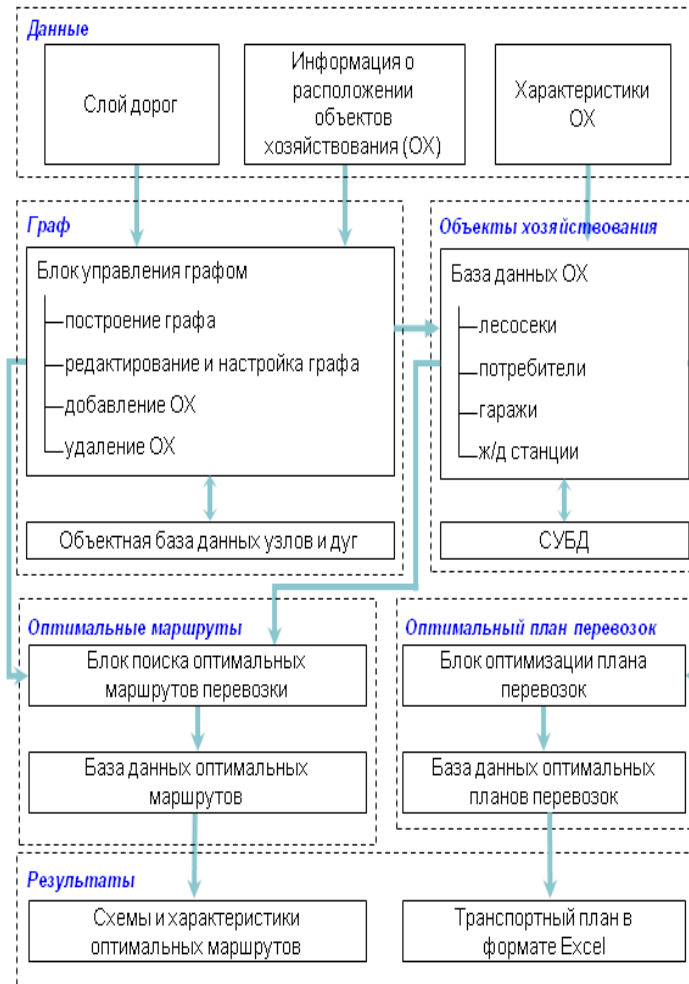 Данные
Слой дорог
Информация о
расположении
объектов
хозяйствования (ОХ)
Характеристики
ОХ
Граф
Блок управления графом
построение графа
редактирование и настройка графа
добавление ОХ
удаление ОХ
Объектная база данных узлов и дуг
Объекты хозяйствования
База данных ОХ
лесосеки
потребители
гаражи
ж/д станции
СУБД
Оптимальные маршруты
Блок поиска оптимальных
маршрутов перевозки
База данных оптимальных
маршрутов
Оптимальный план перевозок
Блок оптимизации плана
перевозок
База данных оптимальных
планов перевозок
Результаты
Схемы и характеристики
оптимальных маршрутов
Транспортный план в
формате Excel